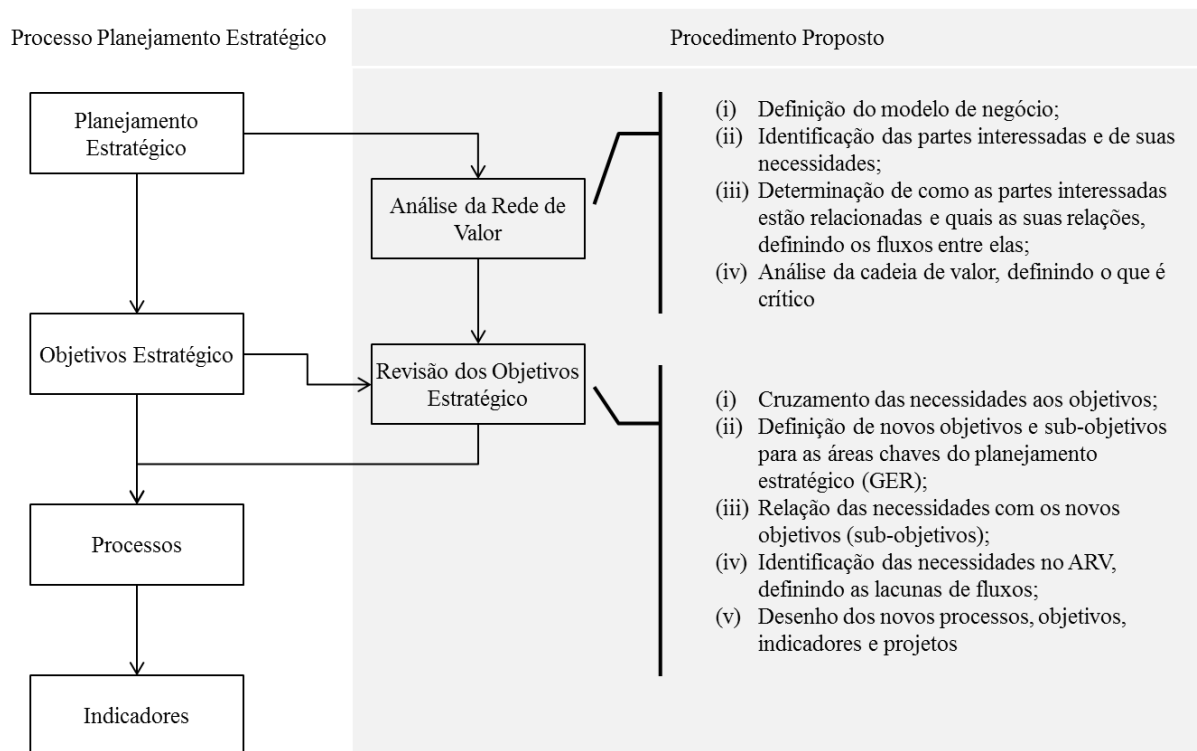 Processo Planejamento Estratégico
Procedimento Proposto
Planejamento
Estratégico
Análise da Rede de
Valor
(i) Definição do modelo de negócio;
(ii) Identificação das partes interessadas e de suas
necessidades;
(iii) Determinação de como as partes interessadas
estão relacionadas e quais as suas relações,
definindo os fluxos entre elas;
(iv) Análise da cadeia de valor, definindo o que é
crítico
Objetivos Estratégico
Revisão dos Objetivos
Estratégico
(i) Cruzamento das necessidades aos objetivos;
(ii) Definição de novos objetivos e sub-objetivos
para as áreas chaves do planejamento
estratégico (GER);
(iii) Relação das necessidades com os novos
objetivos (sub-objetivos);
(iv) Identificação das necessidades no ARV,
definindo as lacunas de fluxos;
(v) Desenho dos novos processos, objetivos,
indicadores e projetos
Processos
Indicadores